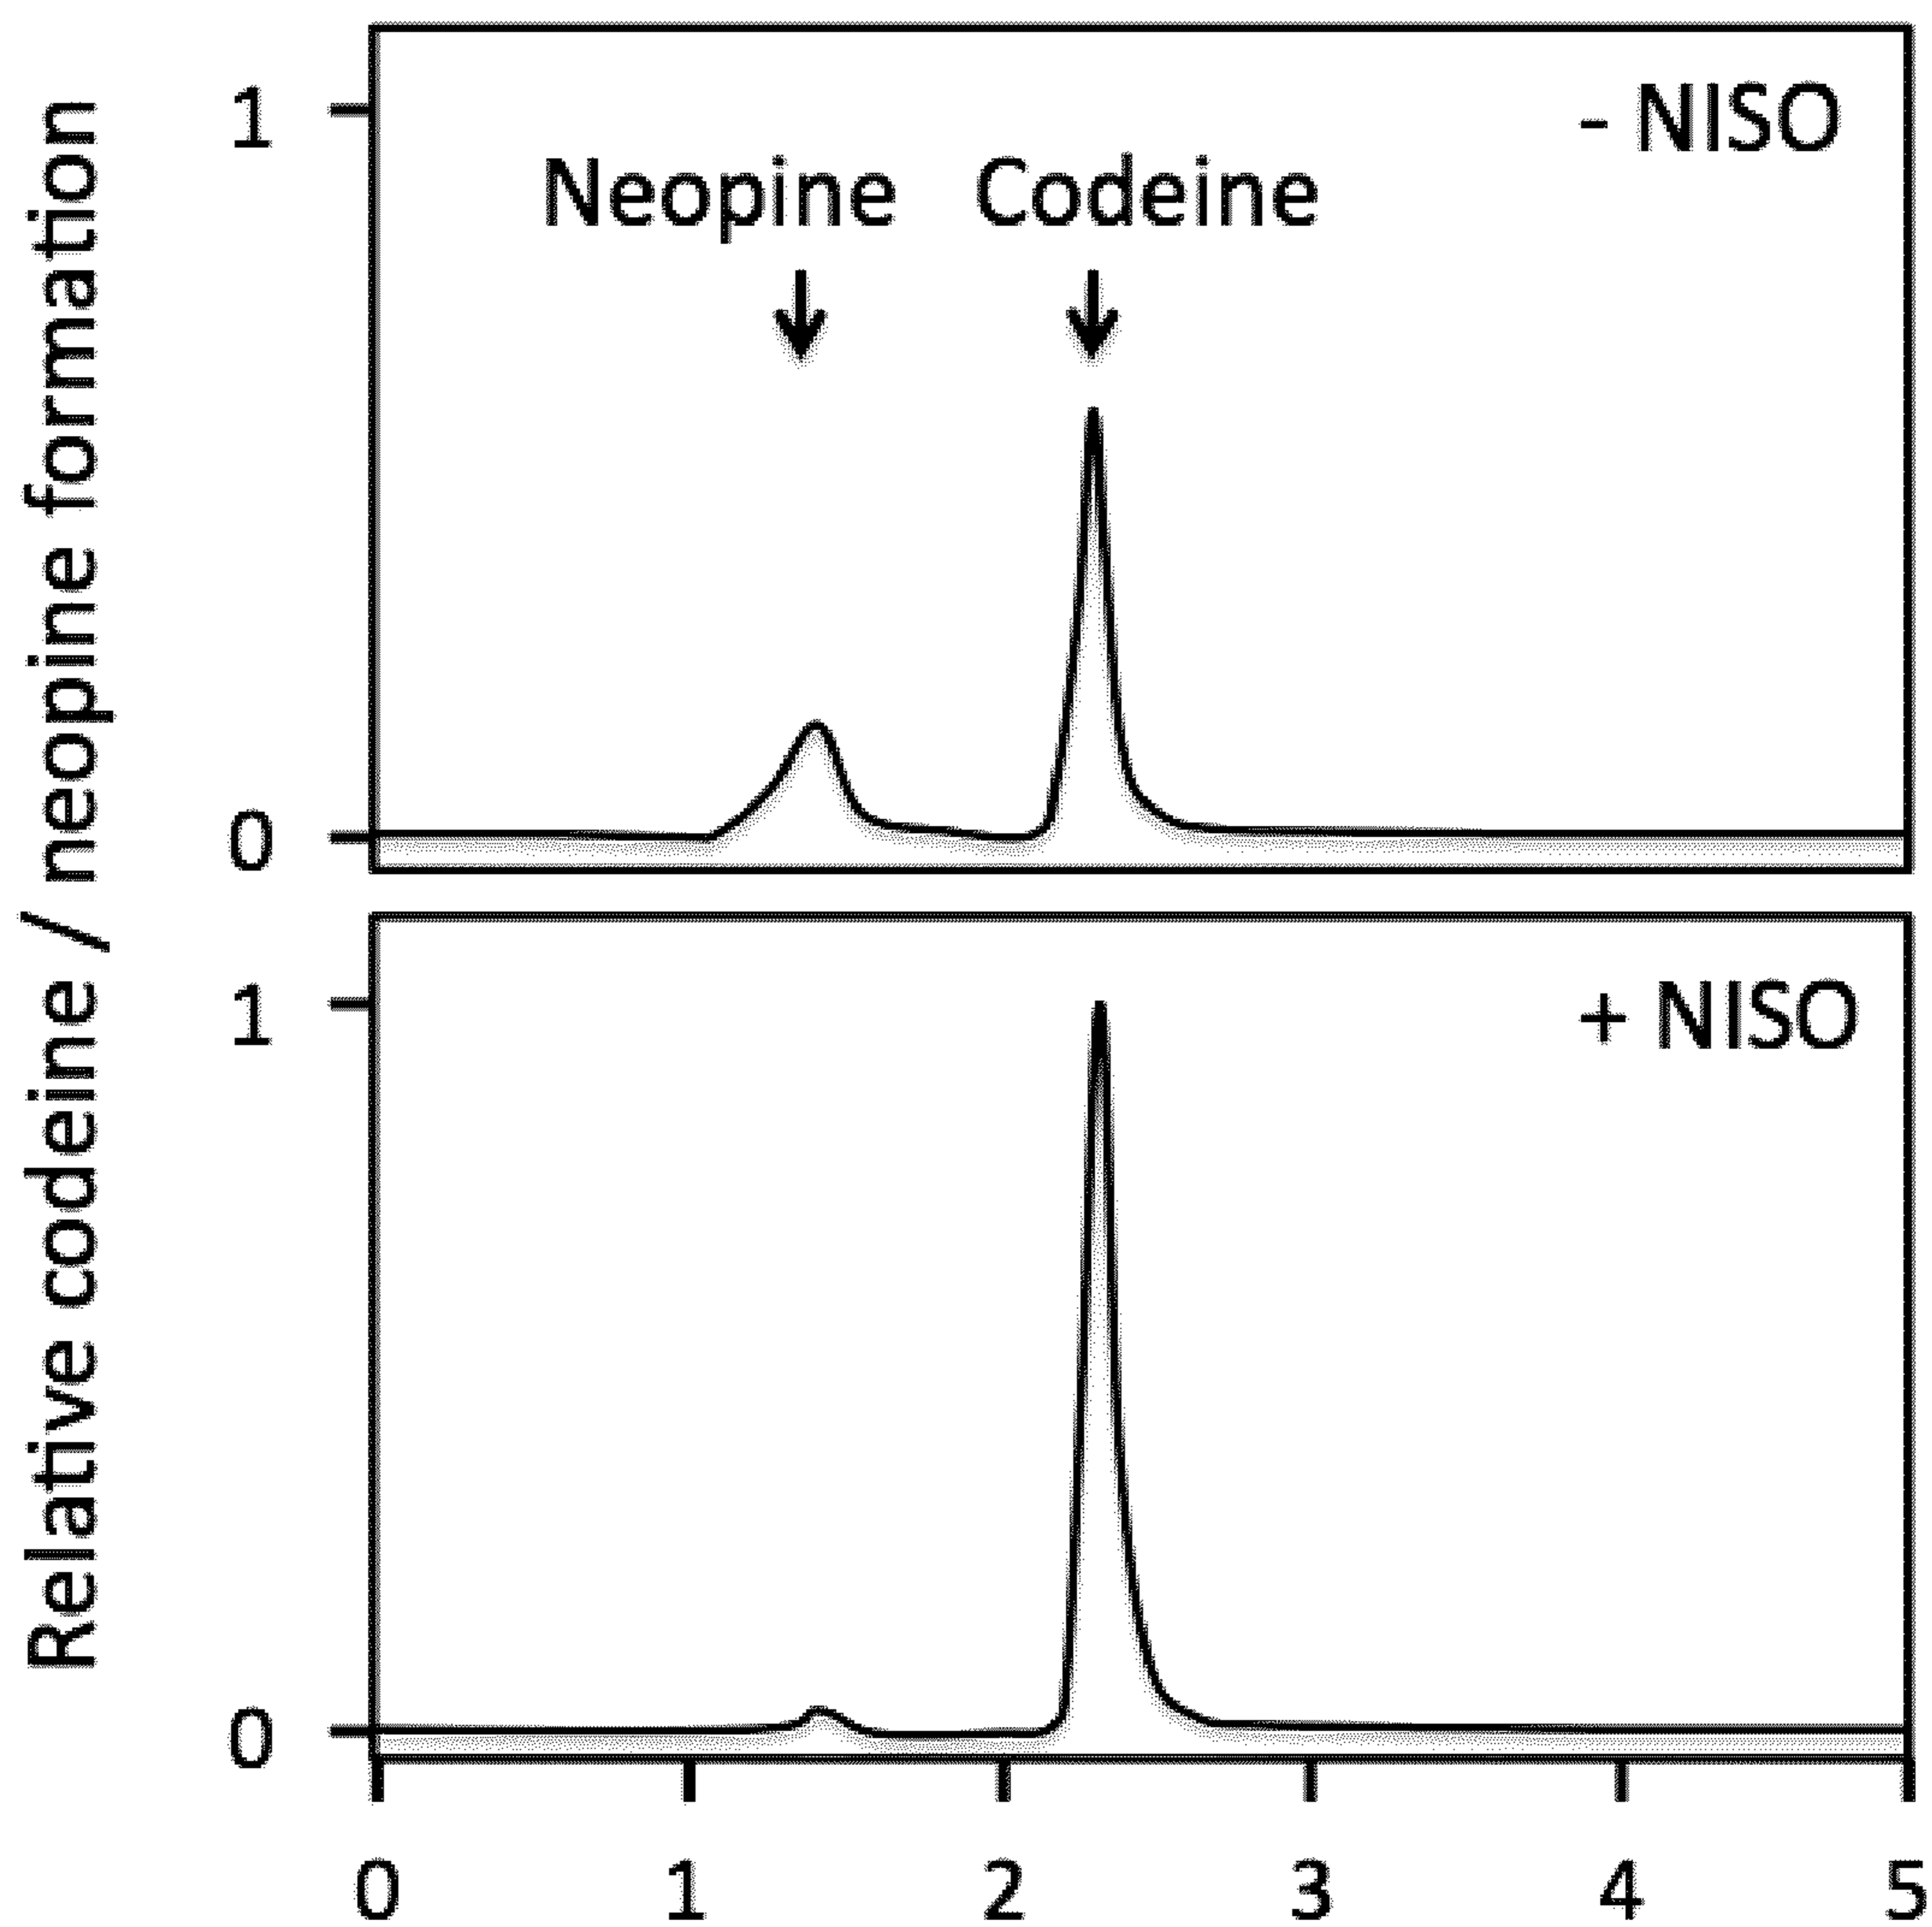 Relative codeine / neopine formation
1
- NISO
Neopine Codeine
0
1
+ NISO
0
0 1 2 3 4 5